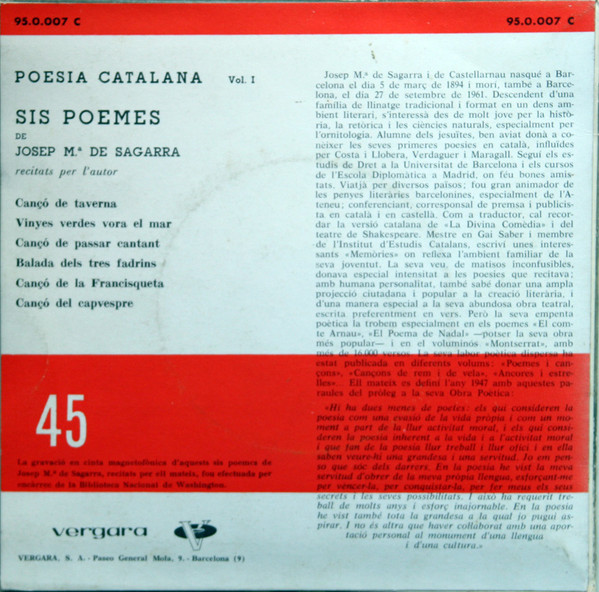 95.0.007 C
95.0.007 C
POESIA CATALANA Vol. I
SIS POEMES
DE
JOSEP M.ª DE SAGARRA
recitats per l'autor
Cançó de taverna
Vinyes verdes vora el mar
Cançó de passar cantant
Balada dels tres fadrins
Cançó de la Francisqueta
Cançó del capvespre
45
La gravació en cinta magnetofònica d'aquests sis poemes de
Josep M.ª de Sagarra, recitats per ell mateix, fou efectuada per
encàrrec de la Biblioteca Nacional de Washington.
vergara V
VERGARA, S. A. - Paseo General Mola, 9. - Barcelona (9)
Josep M.ª de Sagarra i de Castellarnau nasqué a Bar-
celona el dia 5 de març de 1894 i morí, també a Barce-
lona, el dia 27 de setembre de 1961. Descendent d'una
família de llinatge tradicional i format en un dens am-
bient literari, s'interessà des de molt jove per la histò-
ria, la retòrica i les ciències naturals, especialment per
l'ornitologia. Alumne dels jesuïtes, ben aviat donà a co-
nèixer les seves primeres poesies en català, influïdes
per Costa i Llobera, Verdaguer i Maragall. Seguí els estu-
dis de Dret a la Universitat de Barcelona i els cursos
de l'Escola Diplomàtica a Madrid, on féu bones amis-
tats. Viatjà per diversos països; fou gran animador de
les penyes literàries barcelonines, especialment de l'A-
teneu; conferenciant, corresponsal de premsa i publicis-
ta en català i en castellà. Com a traductor, cal recor-
dar la versió catalana de «La Divina Comèdia» i del
teatre de Shakespeare. Mestre en Gai Saber i membre
de l'Institut d'Estudis Catalans, escriví unes interes-
sants «Memòries» on reflexa l'ambient familiar de la
seva joventut. La seva veu, de matisos inconfusibles,
donava especial intensitat a les poesies que recitava;
amb humana personalitat, també sabé donar una ampla
projecció ciutadana i popular a la creació literària, i
d'una manera especial a la seva abundosa obra teatral,
escrita preferentment en vers. Però la seva empenta
poètica la trobem especialment en els poemes «El com-
te Arnau», «El Poema de Nadal» —potser la seva obra
més popular— i en el voluminós «Montserrat», amb
més de 16.000 versos. La seva labor poètica dispersa ha
estat publicada en diferents volums: «Poemes i can-
çons», «Cançons de rem i de vela», «Àncores i estre-
lles»... Ell mateix es definí l'any 1947 amb aquestes pa-
raules del pròleg a la seva Obra Poètica:
«Hi ha dues menes de poetes: els qui consideren la
poesia com una evasió de la vida pròpia i com un mo-
ment a part de la llur activitat moral, i els qui consi-
deren la poesia inherent a la vida i a l'activitat moral
i que fan de la poesia llur treball i llur ofici i en ella
saben veure-hi una grandesa i una servitud. Jo em pen-
so que sóc dels darrers. En la poesia he vist la meva
servitud d'obrer de la meva pròpia llengua, esforçant-me
per vèncer-la, per conquistar-la, per fer meus els seus
secrets i les seves possibilitats. I això ha requerit tre-
ball de molts anys i esforç inajornable. En la poesia
he vist també tota la grandesa a la qual jo pugui as-
pirar. I no és altra que haver col·laborat amb una apor-
tació personal al monument d'una llengua
i d'una cultura.»